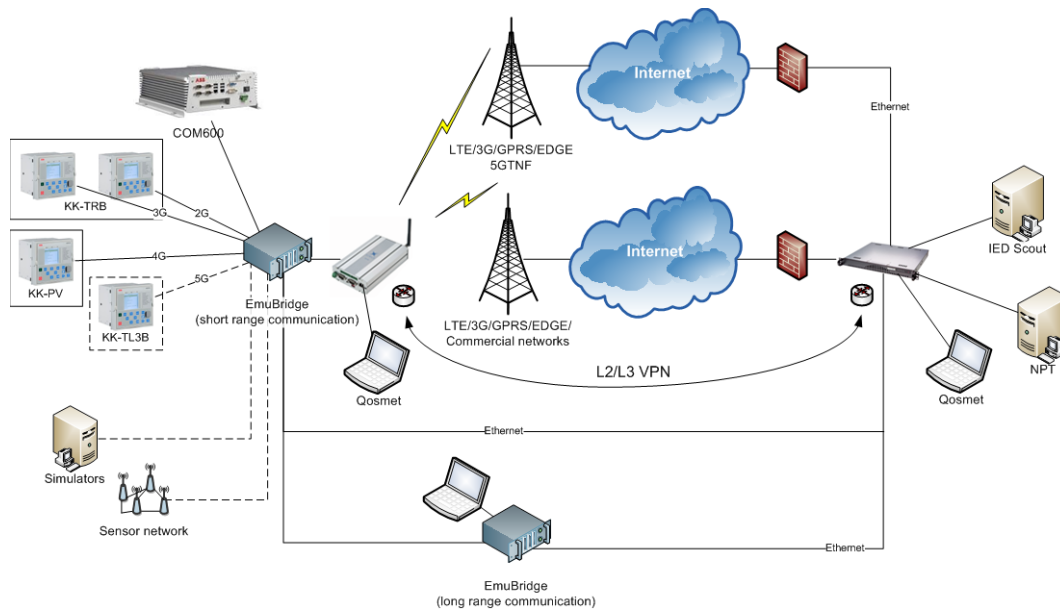 Internet
Ethernet
ABB
COM600
LTE/3G/GPRS/EDGE
5GTNF
KK-TRB
3G
2G
IED Scout
Internet
4G
KK-PV
5G
KK-TL3B
EmuBridge
(short range communication)
LTE/3G/GPRS/EDGE/
Commercial networks
L2/L3 VPN
Qosmet
NPT
Qosmet
Ethernet
Simulators
Sensor network
Ethernet
EmuBridge
(long range communication)